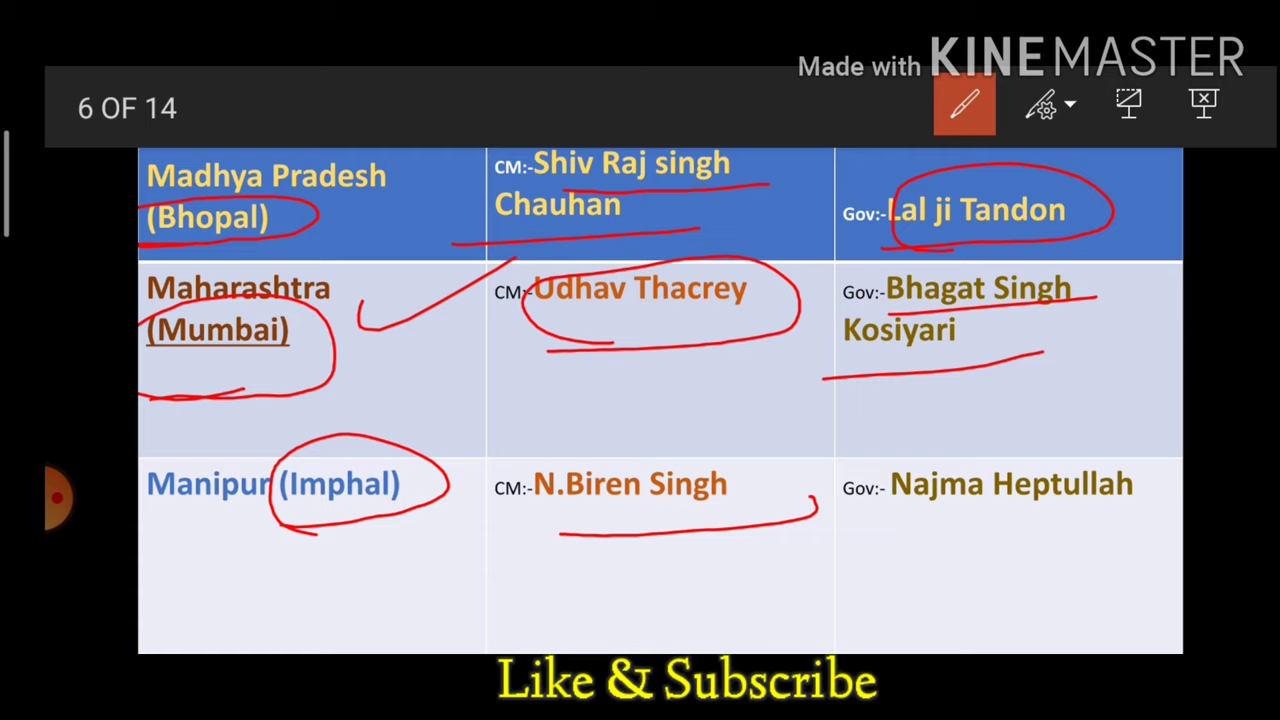 Made with KINEMASTER
6 OF 14
Madhya Pradesh
(Bhopal)
CM:-Shiv Raj singh
Chauhan
Gov:-Lal ji Tandon
Maharashtra
(Mumbai)
CM:-Udhav Thacrey
Gov:-Bhagat Singh
Kosiyari
Manipur (Imphal)
CM:-N.Biren Singh
Gov:- Najma Heptullah
Like & Subscribe